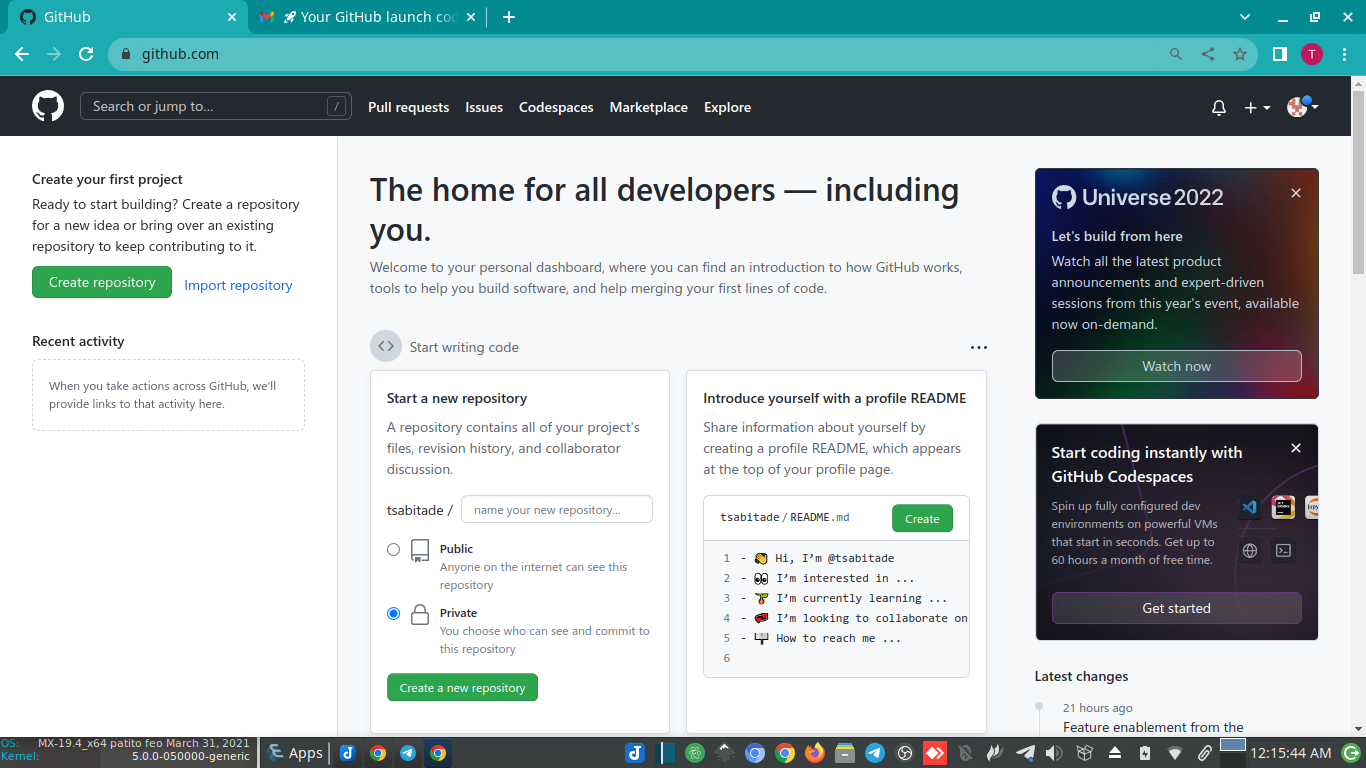 GitHub
🚀 Your GitHub launch co
github.com
T
Search or jump to...
/
Pull requests
Issues
Codespaces
Marketplace
Explore
Create your first project
Ready to start building? Create a repository
for a new idea or bring over an existing
repository to keep contributing to it.
Create repository
Import repository
Recent activity
When you take actions across GitHub, we'll
provide links to that activity here.
The home for all developers — including
you.
Welcome to your personal dashboard, where you can find an introduction to how GitHub works,
tools to help you build software, and help merging your first lines of code.
Start writing code
Start a new repository
A repository contains all of your project's
files, revision history, and collaborator
discussion.
tsabitade /
name your new repository...
Public
Anyone on the internet can see this
repository
Private
You choose who can see and commit to
this repository
Create a new repository
Introduce yourself with a profile README
Share information about yourself by
creating a profile README, which appears
at the top of your profile page.
tsabitade / README.md
Create
1 - 👋 Hi, I'm @tsabitade
2 - 👀 I'm interested in ...
3 - 🌱 I'm currently learning ...
4 - 💞️ I'm looking to collaborate on
5 - 📫 How to reach me ...
6
Universe 2022
Let's build from here
Watch all the latest product
announcements and expert-driven
sessions from this year's event, available
now on-demand.
Watch now
Start coding instantly with
GitHub Codespaces
Spin up fully configured dev
environments on powerful VMs
that start in seconds. Get up to
60 hours a month of free time.
Get started
Latest changes
21 hours ago
Feature enablement from the
OS: MX-19.4_x64 patito feo March 31, 2021
Kernel: 5.0.0-050000-generic
Apps
12:15:44 AM